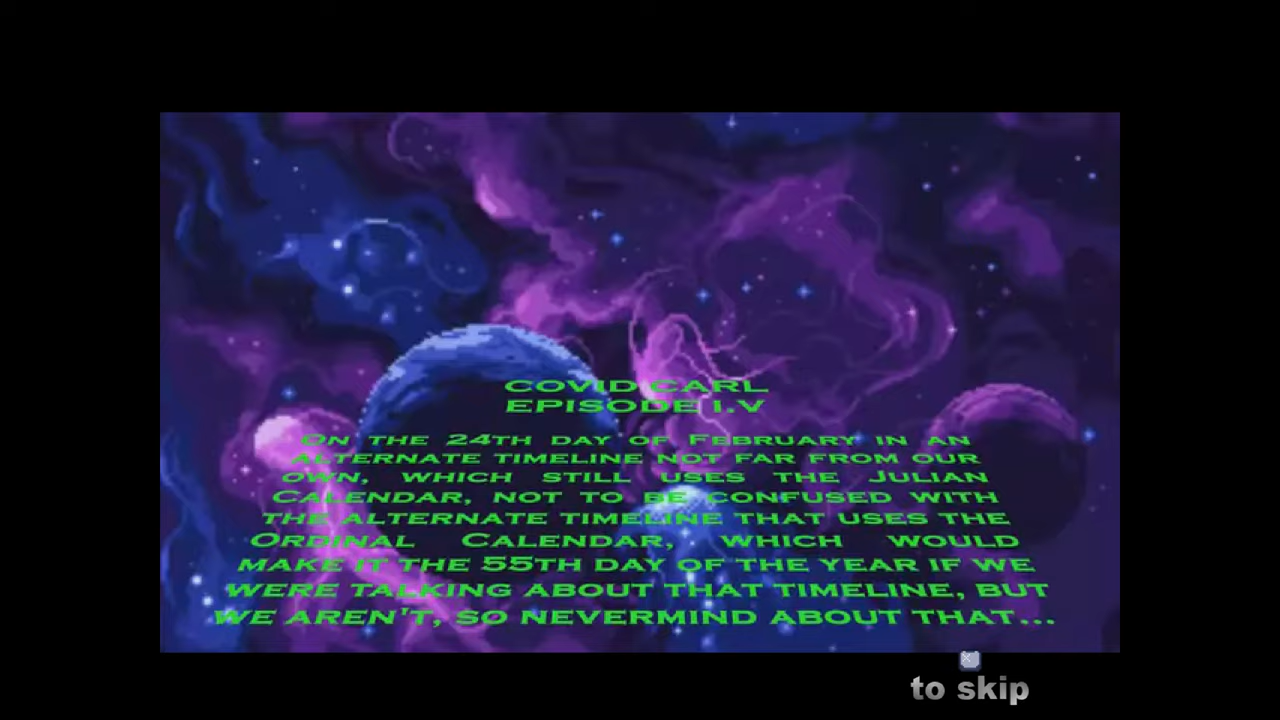 COVID CARL
EPISODE I.V
On the 24th day of February in an
alternate timeline not far from our
own, which still uses the Julian
Calendar, not to be confused with
the alternate timeline that uses the
Ordinal Calendar, which would
make it the 55th day of the year if we
were talking about that timeline, but
we aren't, so nevermind about that...
to skip